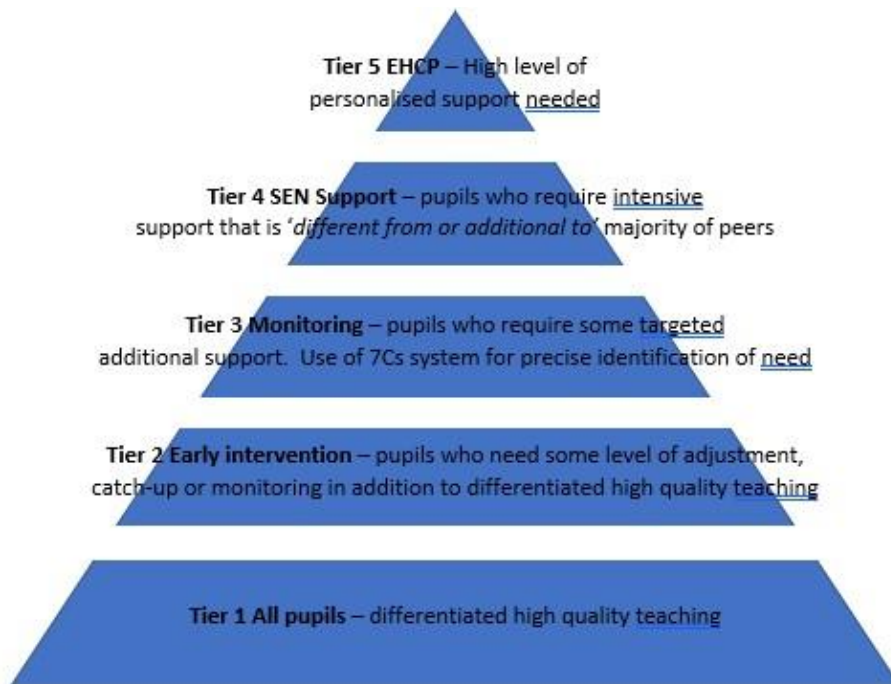 Tier 5 EHCP – High level of
personalised support needed
Tier 4 SEN Support – pupils who require intensive
support that is ‘different from or additional to’ majority of peers
Tier 3 Monitoring – pupils who require some targeted
additional support.  Use of 7Cs system for precise identification of need
Tier 2 Early intervention – pupils who need some level of adjustment,
catch-up or monitoring in addition to differentiated high quality teaching
Tier 1 All pupils – differentiated high quality teaching